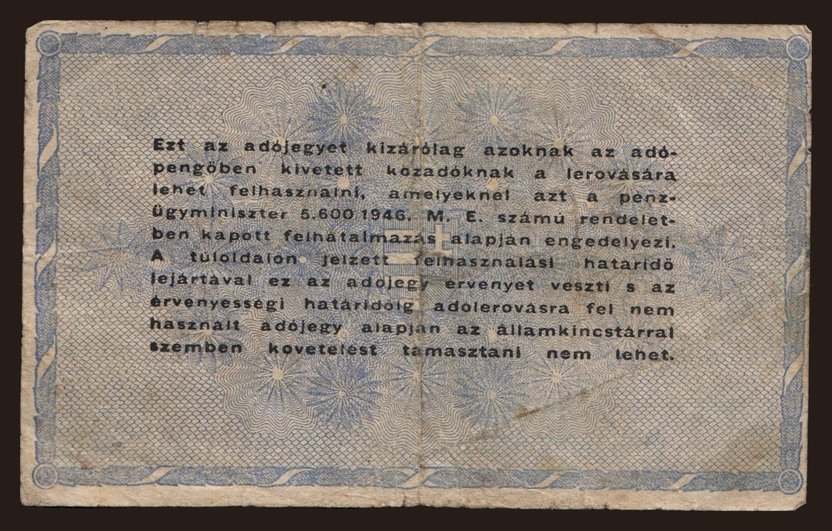 Ezt az adójegyet kizárólag azoknak az adó-
pengőben kivetett közadóknak a lerovására
lehet felhasználni, amelyeknél azt a pénz-
ügyminiszter 5.600 1946. M. E. számú rendelet-
ben kapott felhatalmazás alapján engedélyezi.
A túloldalon jelzett felhasználási határidő
lejártával ez az adójegy érvényét veszti s az
érvényességi határidőig adólerovásra fel nem
használt adójegy alapján az államkincstárral
szemben követelést támasztani nem lehet.